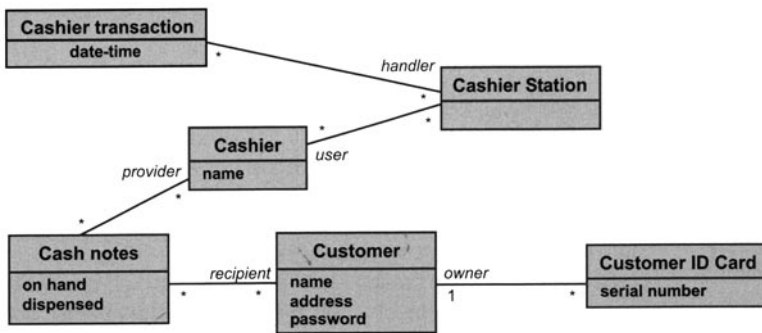 Cashier transaction
date-time
*
handler
*
Cashier Station
*
*
user
Cashier
name
provider
*
*
Cash notes
on hand
dispensed
*
recipient
*
Customer
name
address
password
owner
1
*
Customer ID Card
serial number